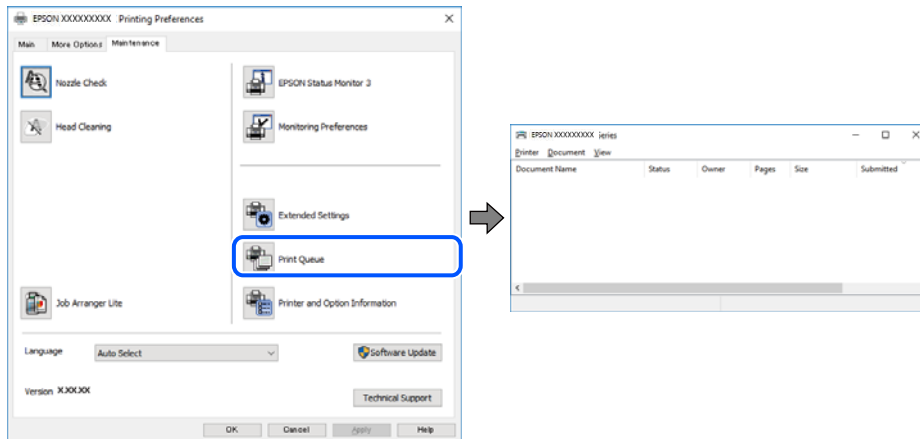 EPSON XXXXXXXXX Printing Preferences
Main More Options Maintenance
Nozzle Check
Head Cleaning
Job Arranger Lite
EPSON Status Monitor 3
Monitoring Preferences
Extended Settings
Print Queue
Printer and Option Information
Language Auto Select
Software Update
Version X.XX.XX
Technical Support
OK Cancel Apply Help
EPSON XXXXXXXXXX ieries
Printer Document View
Document Name Status Owner Pages Size Submitted